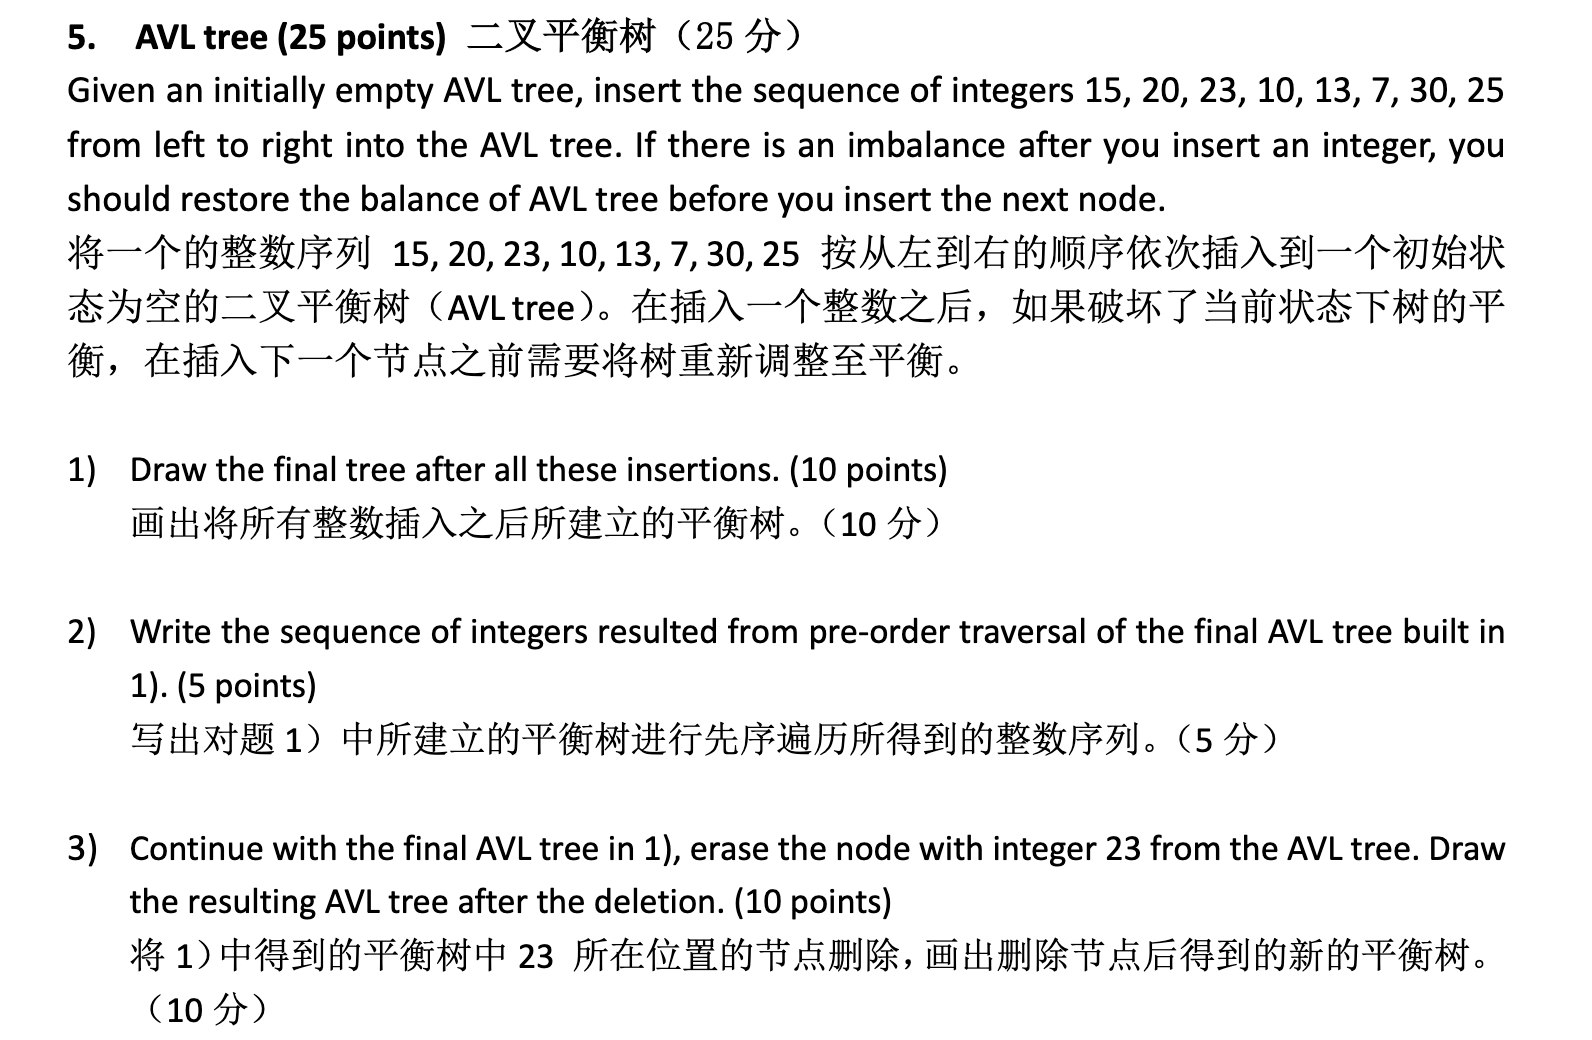 5. AVL tree (25 points) 二叉平衡树（25 分）
Given an initially empty AVL tree, insert the sequence of integers 15, 20, 23, 10, 13, 7, 30, 25
from left to right into the AVL tree. If there is an imbalance after you insert an integer, you
should restore the balance of AVL tree before you insert the next node.
将一个的整数序列 15, 20, 23, 10, 13, 7, 30, 25 按从左到右的顺序依次插入到一个初始状
态为空的二叉平衡树（AVL tree）。在插入一个整数之后，如果破坏了当前状态下树的平
衡，在插入下一个节点之前需要将树重新调整至平衡。
1) Draw the final tree after all these insertions. (10 points)
画出将所有整数插入之后所建立的平衡树。（10 分）
2) Write the sequence of integers resulted from pre-order traversal of the final AVL tree built in
1). (5 points)
写出对题 1）中所建立的平衡树进行先序遍历所得到的整数序列。（5 分）
3) Continue with the final AVL tree in 1), erase the node with integer 23 from the AVL tree. Draw
the resulting AVL tree after the deletion. (10 points)
将 1）中得到的平衡树中 23 所在位置的节点删除，画出删除节点后得到的新的平衡树。
（10 分）